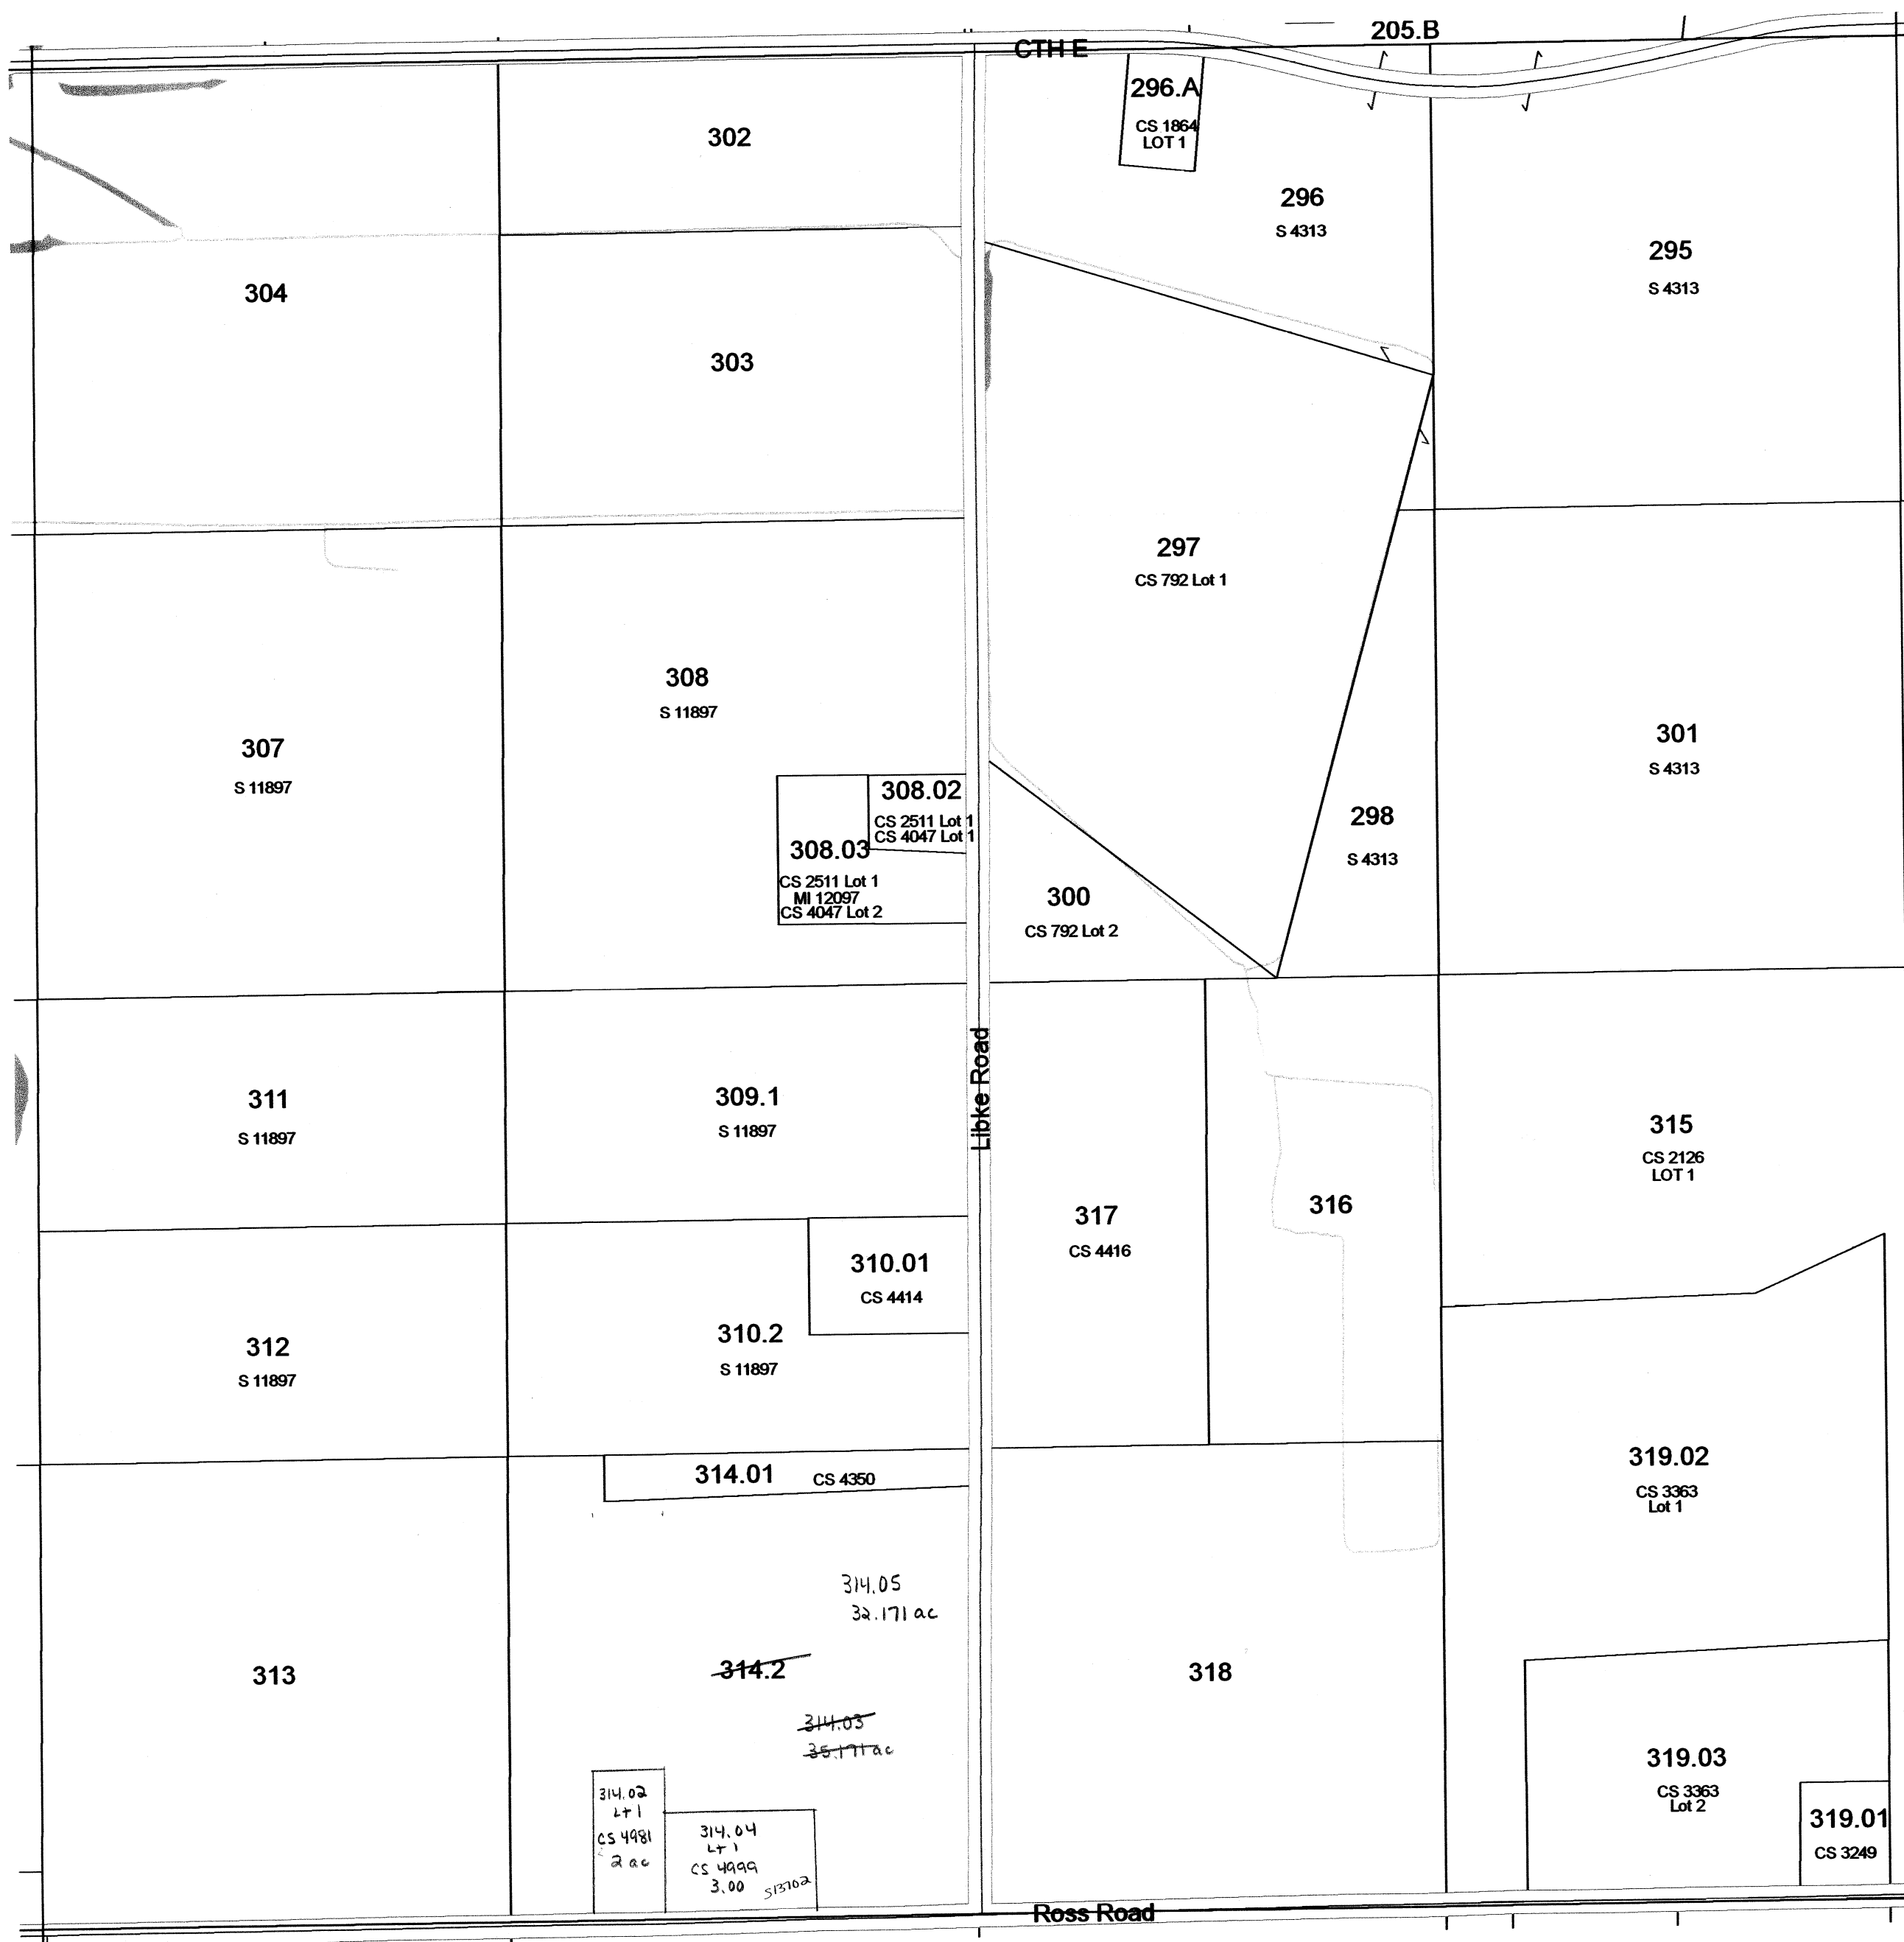 205.B
CTH E
296.A
CS 1864
LOT 1
302
296
S 4313
295
S 4313
304
303
297
CS 792 Lot 1
308
S 11897
307
S 11897
301
S 4313
308.02
CS 2511 Lot 1
CS 4047 Lot 1
308.03
CS 2511 Lot 1
MI 12097
CS 4047 Lot 2
298
S 4313
300
CS 792 Lot 2
Libke Road
311
S 11897
309.1
S 11897
315
CS 2126
LOT 1
317
CS 4416
316
310.01
CS 4414
312
S 11897
310.2
S 11897
314.01 CS 4350
319.02
CS 3363
Lot 1
314.05
32.171 ac
313
314.2
318
314.03
35.171 ac
319.03
CS 3363
Lot 2
314.02
Lt 1
CS 4981
2 ac
314.04
Lt 1
CS 4999
3.00 S13702
319.01
CS 3249
Ross Road